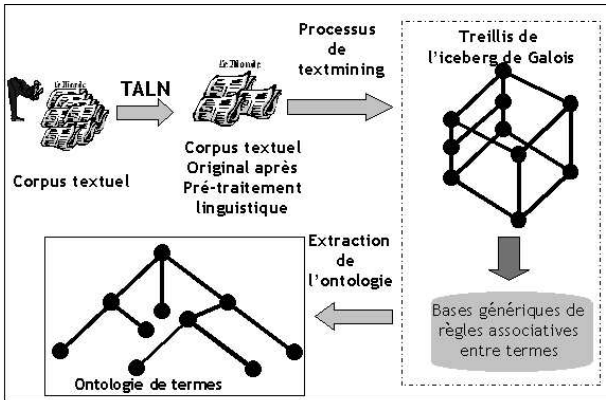 Corpus textuel
TALN
Corpus textuel
Original après
Pré-traitement
linguistique
Processus
de
textmining
Treillis de
l'iceberg de Galois
Bases génériques de
règles associatives
entre termes
Extraction
de
l'ontologie
Ontologie de termes